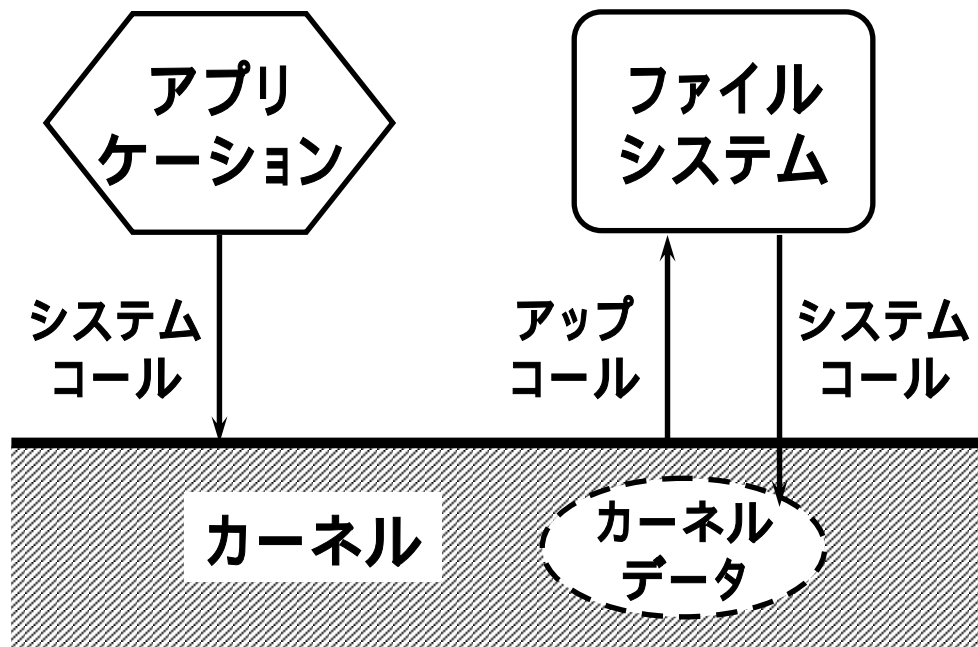 アプリ
ケーション
ファイル
システム
システム
コール
アップ
コール
システム
コール
カーネル
カーネル
データ